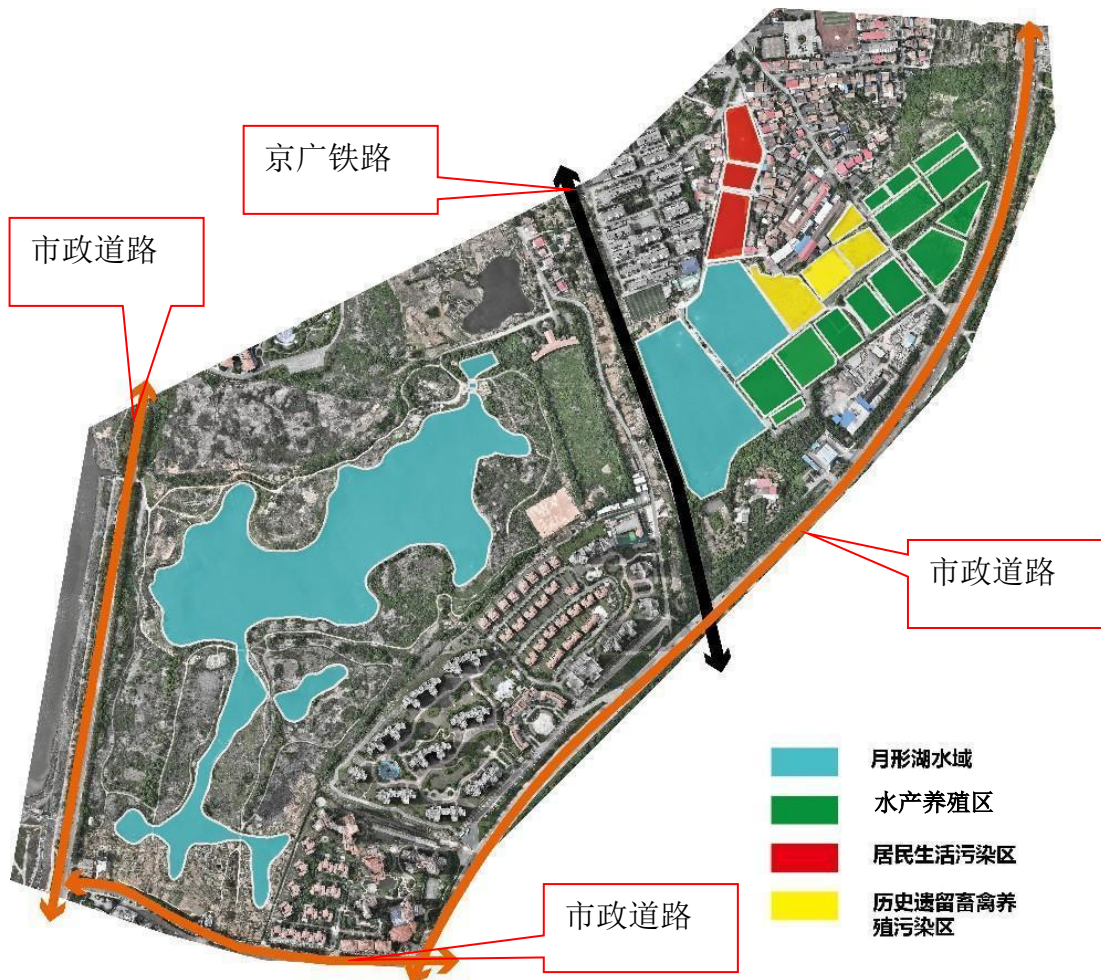 京广铁路
市政道路
市政道路
市政道路
月形湖水域
水产养殖区
居民生活污染区
历史遗留畜禽养
殖污染区